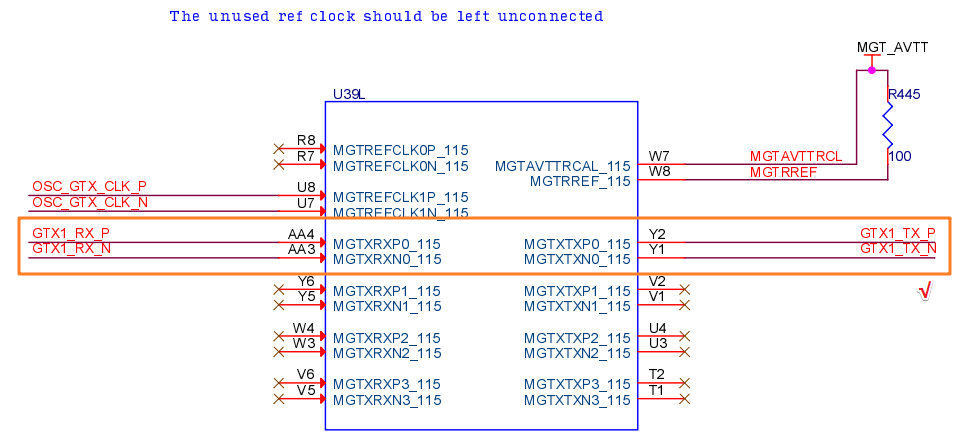 The unused ref clock should be left unconnected
MGT_AVTT
U39L
R445
100
R8 MGTREFCLK0P_115
R7 MGTREFCLK0N_115
MGTAVTTRCAL_115 W7 MGTAVTTRCL
MGTRREF_115 W8 MGTRREF
OSC_GTX_CLK_P U8 MGTREFCLK1P_115
OSC_GTX_CLK_N U7 MGTREFCLK1N_115
GTX1_RX_P AA4 MGTXRXP0_115 MGTXTXP0_115 Y2 GTX1_TX_P
GTX1_RX_N AA3 MGTXRXN0_115 MGTXTXN0_115 Y1 GTX1_TX_N
Y6 MGTXRXP1_115 MGTXTXP1_115 V2
Y5 MGTXRXN1_115 MGTXTXN1_115 V1
√
W4 MGTXRXP2_115 MGTXTXP2_115 U4
W3 MGTXRXN2_115 MGTXTXN2_115 U3
V6 MGTXRXP3_115 MGTXTXP3_115 T2
V5 MGTXRXN3_115 MGTXTXN3_115 T1